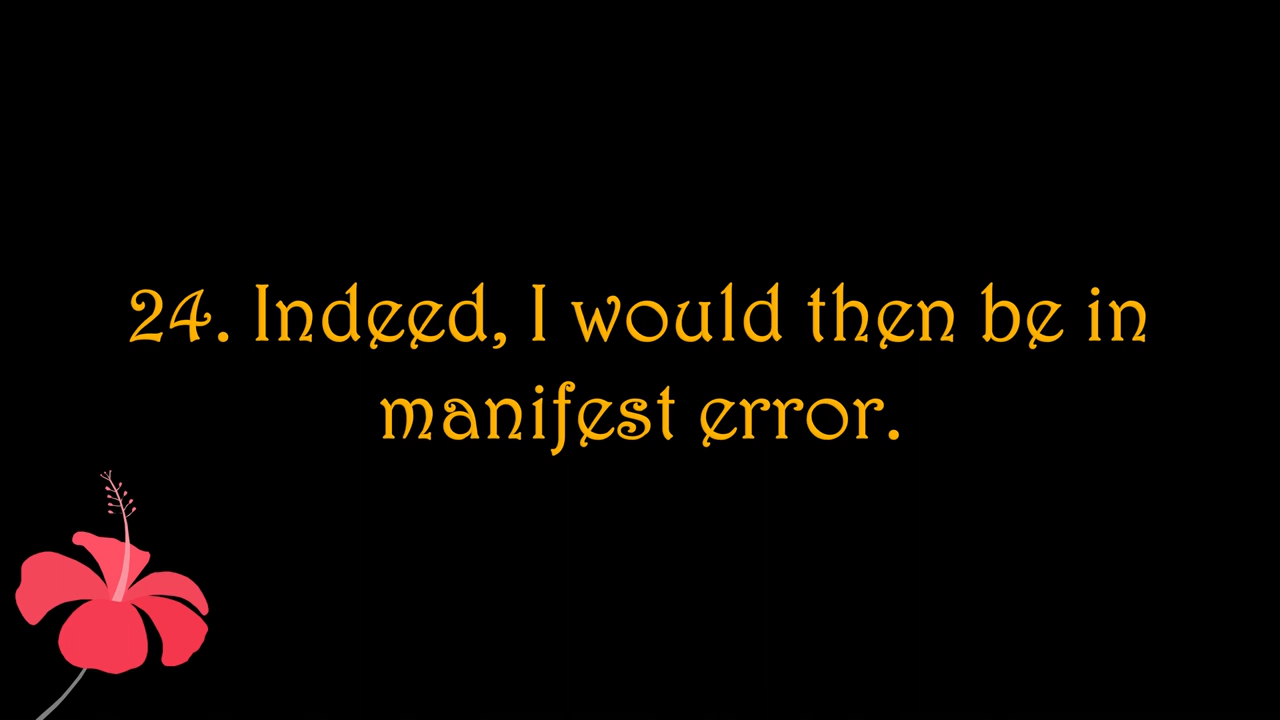 24. Indeed, I would then be in
manifest error.